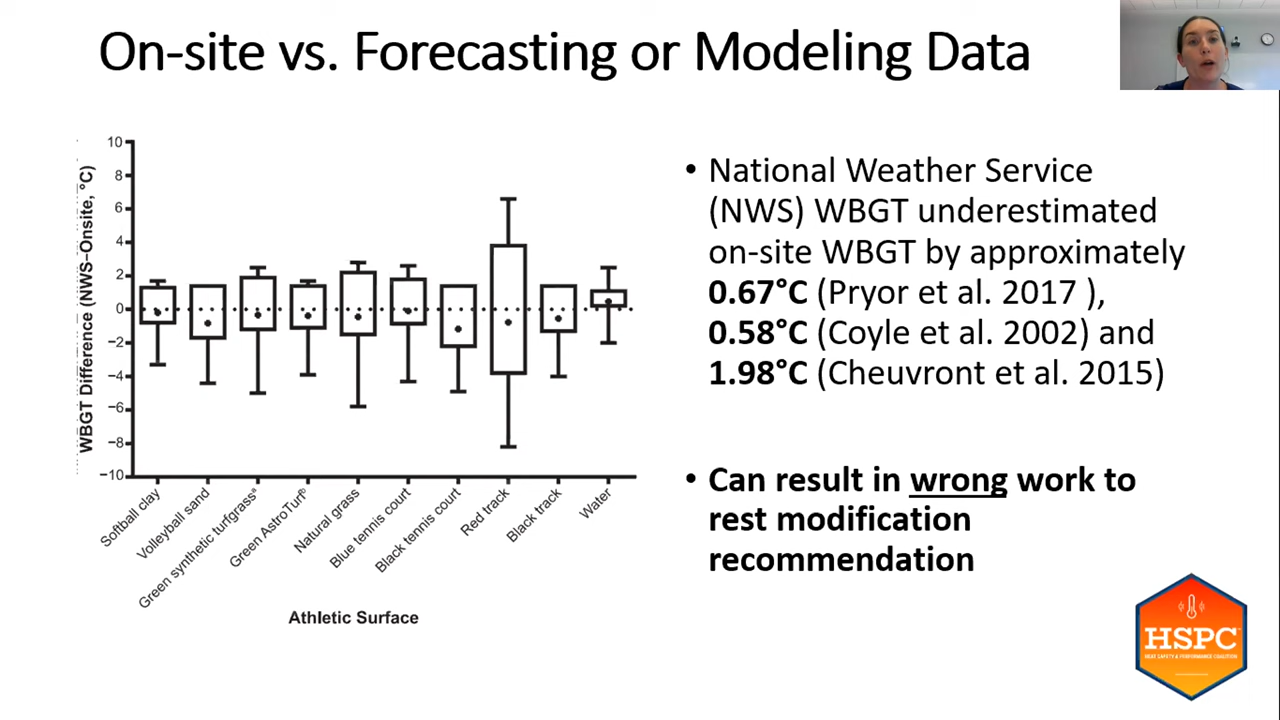 On-site vs. Forecasting or Modeling Data
WBGT Difference (NWS–Onsite, °C)
10
8
6
4
2
0
−2
−4
−6
−8
−10
Softball clay
Volleyball sand
Green synthetic turfgrassᵃ
Green AstroTurfᵇ
Natural grass
Blue tennis court
Black tennis court
Red track
Black track
Water
Athletic Surface
• National Weather Service
(NWS) WBGT underestimated
on-site WBGT by approximately
0.67°C (Pryor et al. 2017 ),
0.58°C (Coyle et al. 2002) and
1.98°C (Cheuvront et al. 2015)
• Can result in wrong work to
rest modification
recommendation
HSPC
HEAT SAFETY & PERFORMANCE COALITION